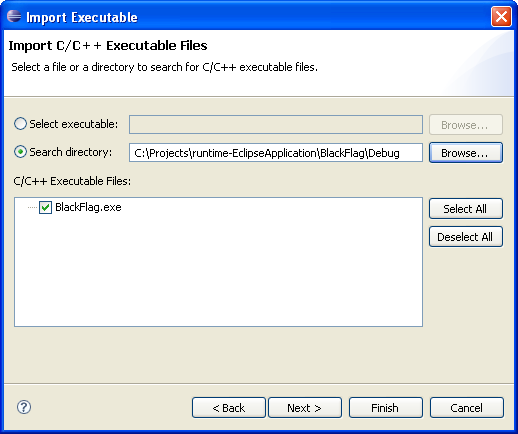 Import Executable
Import C/C++ Executable Files
Select a file or a directory to search for C/C++ executable files.
Select executable: Browse...
Search directory: C:\Projects\runtime-EclipseApplication\BlackFlag\Debug Browse...
C/C++ Executable Files:
BlackFlag.exe Select All
Deselect All
? < Back Next > Finish Cancel